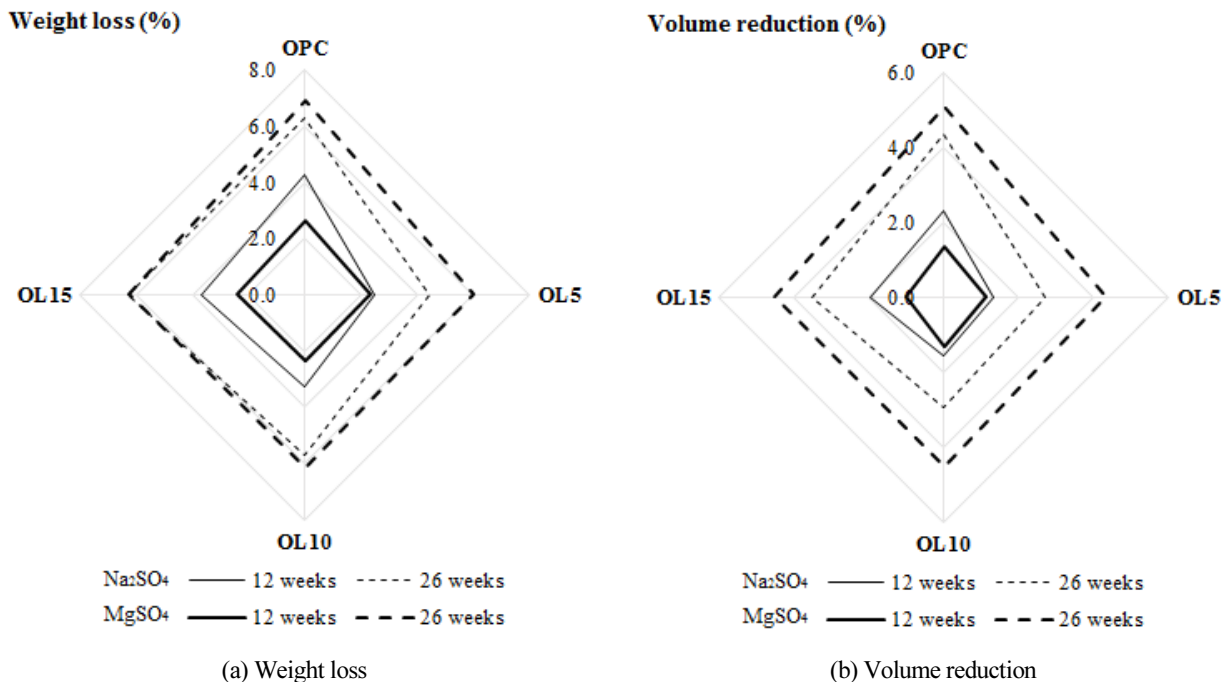 Weight loss (%)
OPC
8.0
6.0
4.0
2.0
0.0
OL15
OL5
OL10
Na₂SO₄ 12 weeks 26 weeks
MgSO₄ 12 weeks 26 weeks
(a) Weight loss
Volume reduction (%)
OPC
6.0
4.0
2.0
0.0
OL15
OL5
OL10
Na₂SO₄ 12 weeks 26 weeks
MgSO₄ 12 weeks 26 weeks
(b) Volume reduction